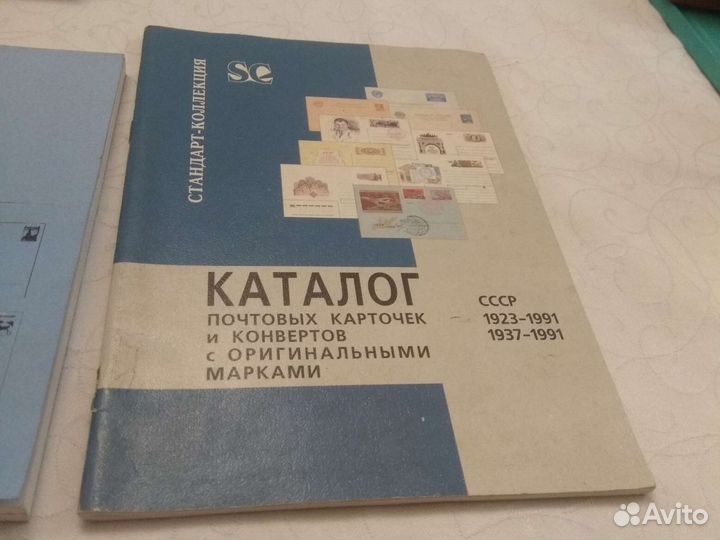 SC
СТАНДАРТ-КОЛЛЕКЦИЯ
КАТАЛОГ
ПОЧТОВЫХ КАРТОЧЕК
И КОНВЕРТОВ
с ОРИГИНАЛЬНЫМИ
МАРКАМИ
СССР
1923-1991
1937-1991
Avito